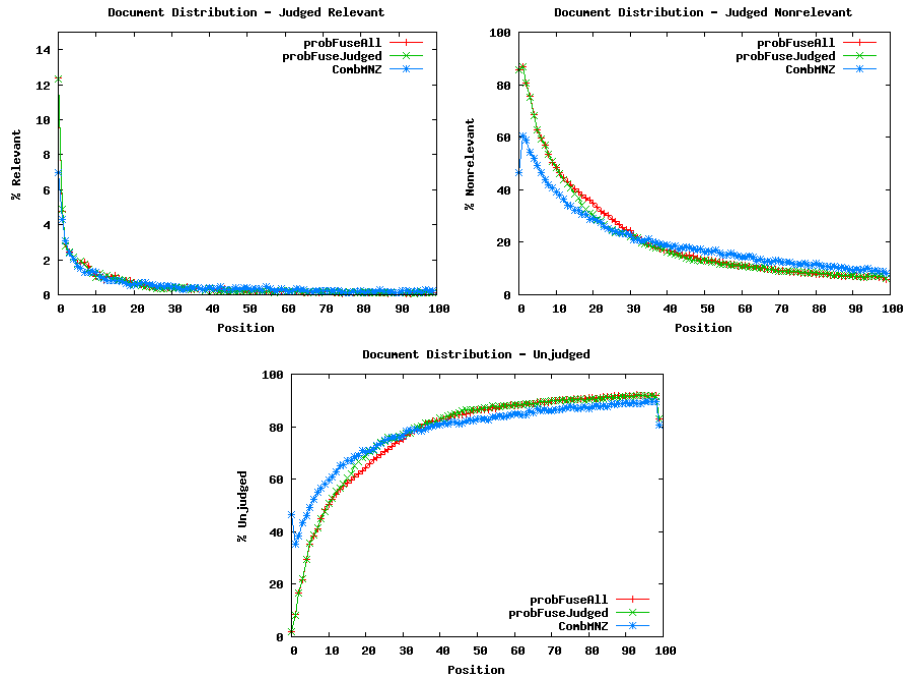 Document Distribution - Judged Relevant
% Relevant
14
12
10
8
6
4
2
0
0 10 20 30 40 50 60 70 80 90 100
Position
probFuseAll
probFuseJudged
CombMNZ
Document Distribution - Judged Nonrelevant
% Nonrelevant
100
80
60
40
20
0
0 10 20 30 40 50 60 70 80 90 100
Position
probFuseAll
probFuseJudged
CombMNZ
Document Distribution - Unjudged
% Unjudged
100
80
60
40
20
0
0 10 20 30 40 50 60 70 80 90 100
Position
probFuseAll
probFuseJudged
CombMNZ